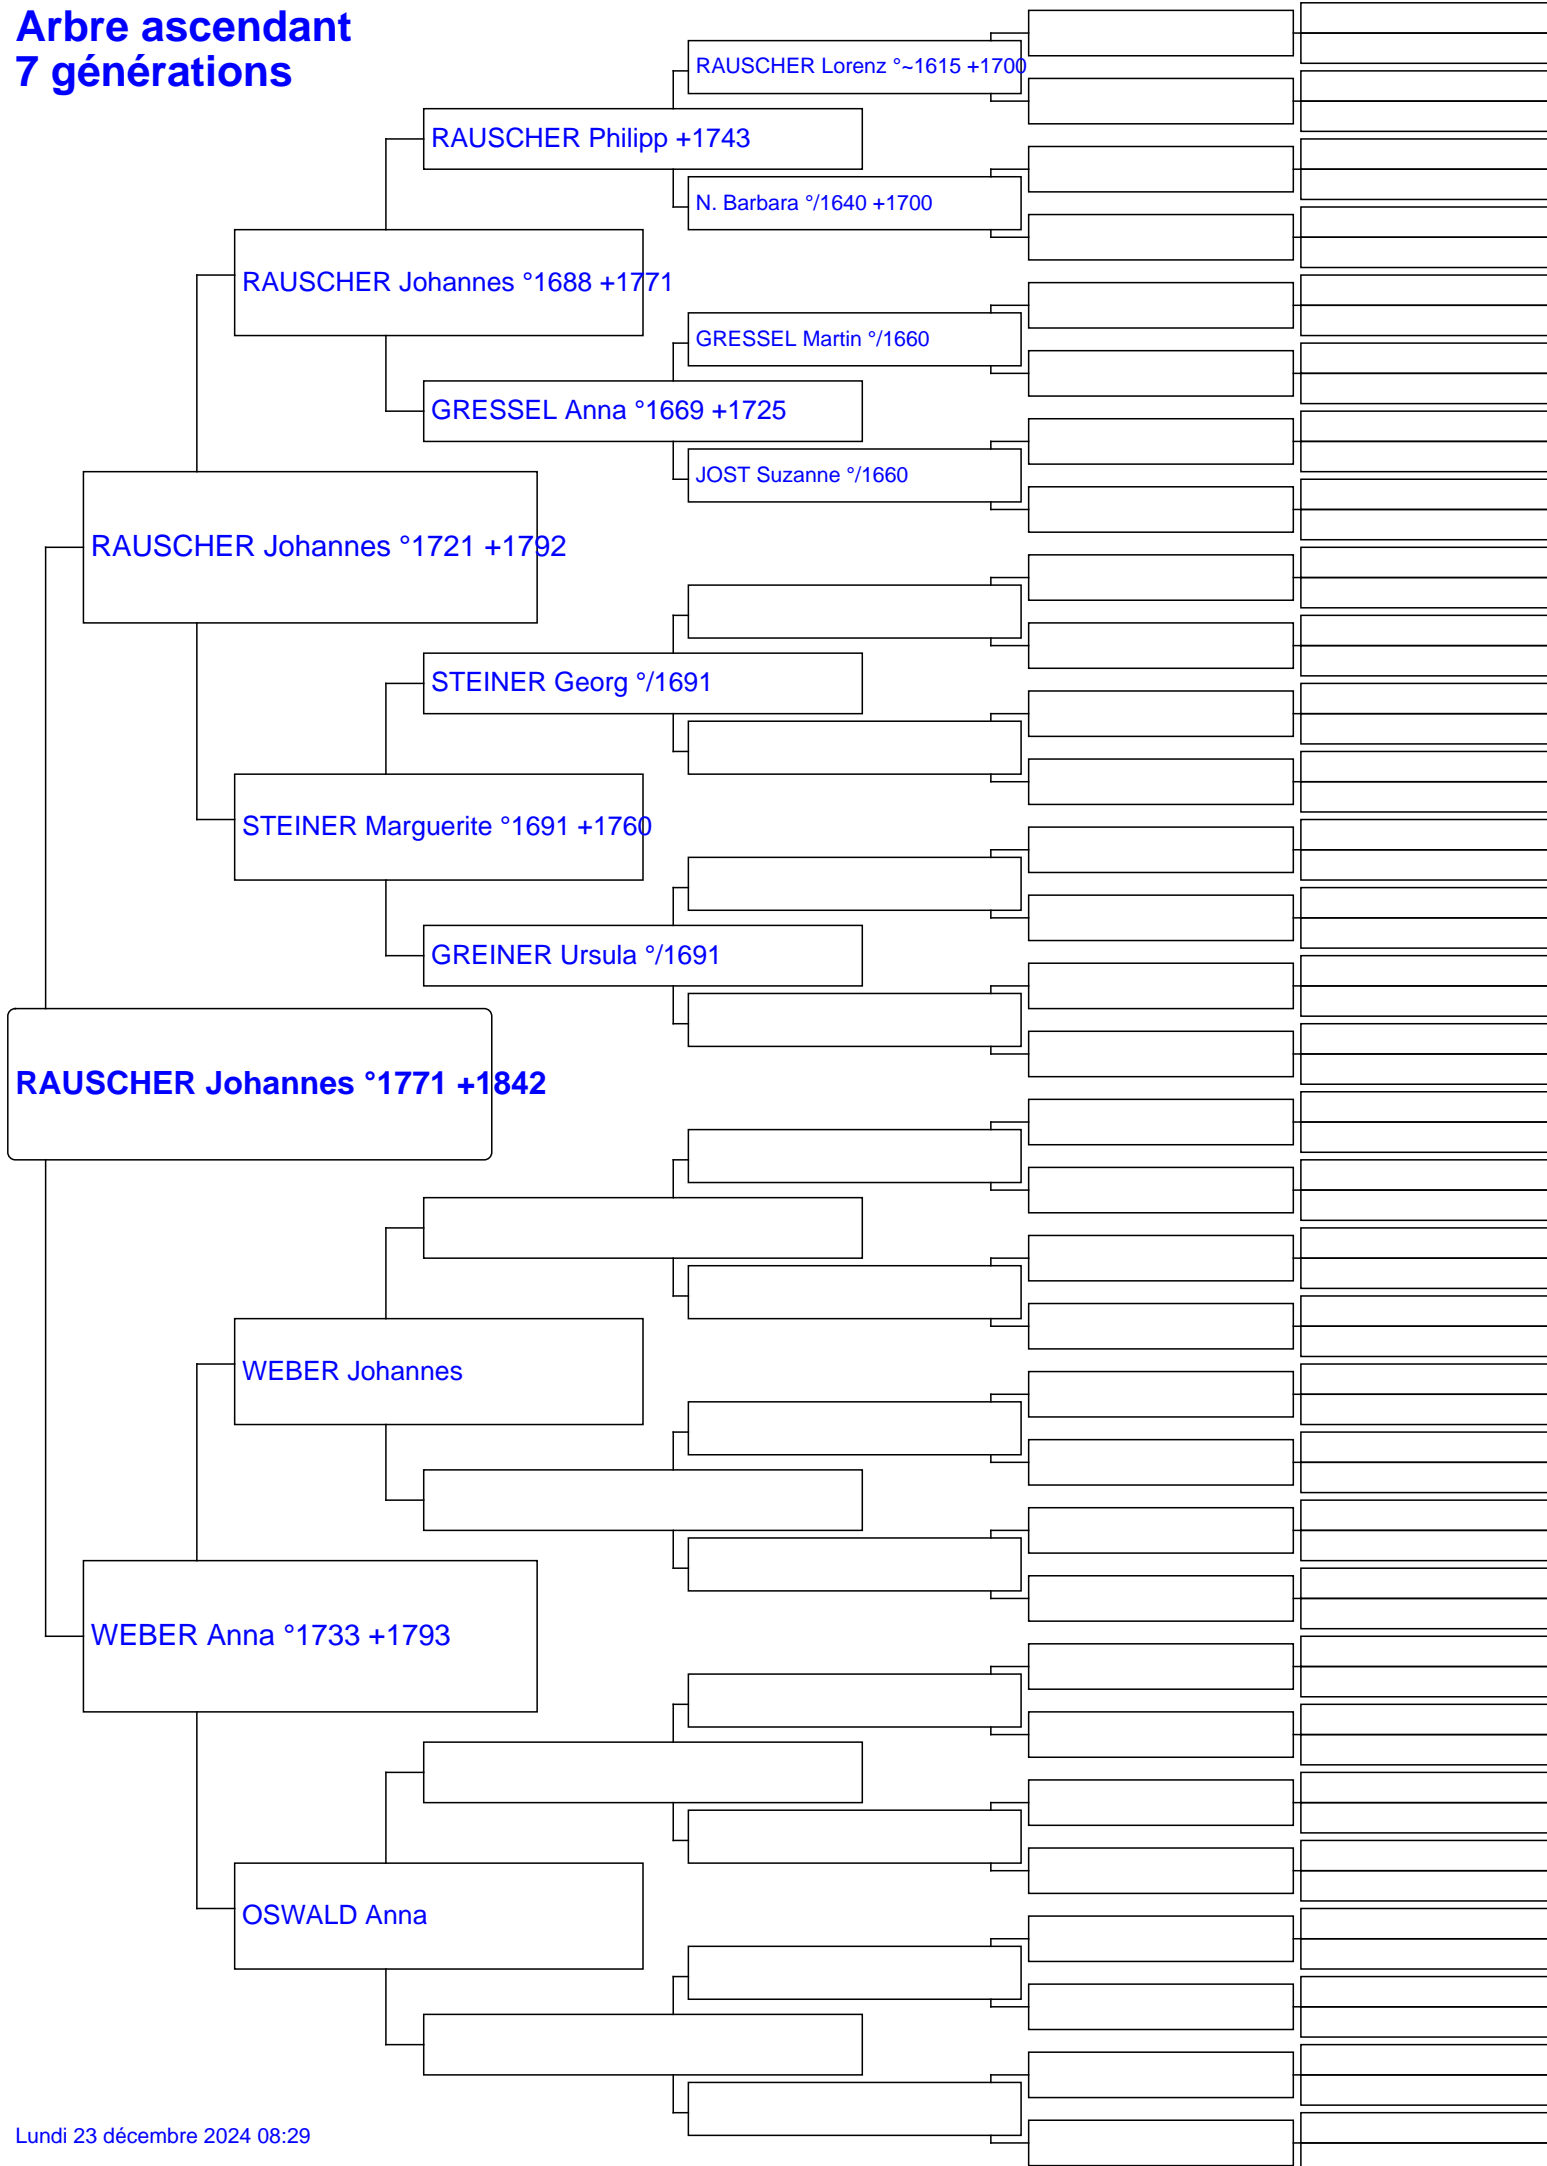 Arbre ascendant
7 générations
RAUSCHER Lorenz °~1615 +1700
RAUSCHER Philipp +1743
N. Barbara °/1640 +1700
RAUSCHER Johannes °1688 +1771
GRESSEL Martin °/1660
GRESSEL Anna °1669 +1725
JOST Suzanne °/1660
RAUSCHER Johannes °1721 +1792
STEINER Georg °/1691
STEINER Marguerite °1691 +1760
GREINER Ursula °/1691
RAUSCHER Johannes °1771 +1842
WEBER Johannes
WEBER Anna °1733 +1793
OSWALD Anna
Lundi 23 décembre 2024 08:29